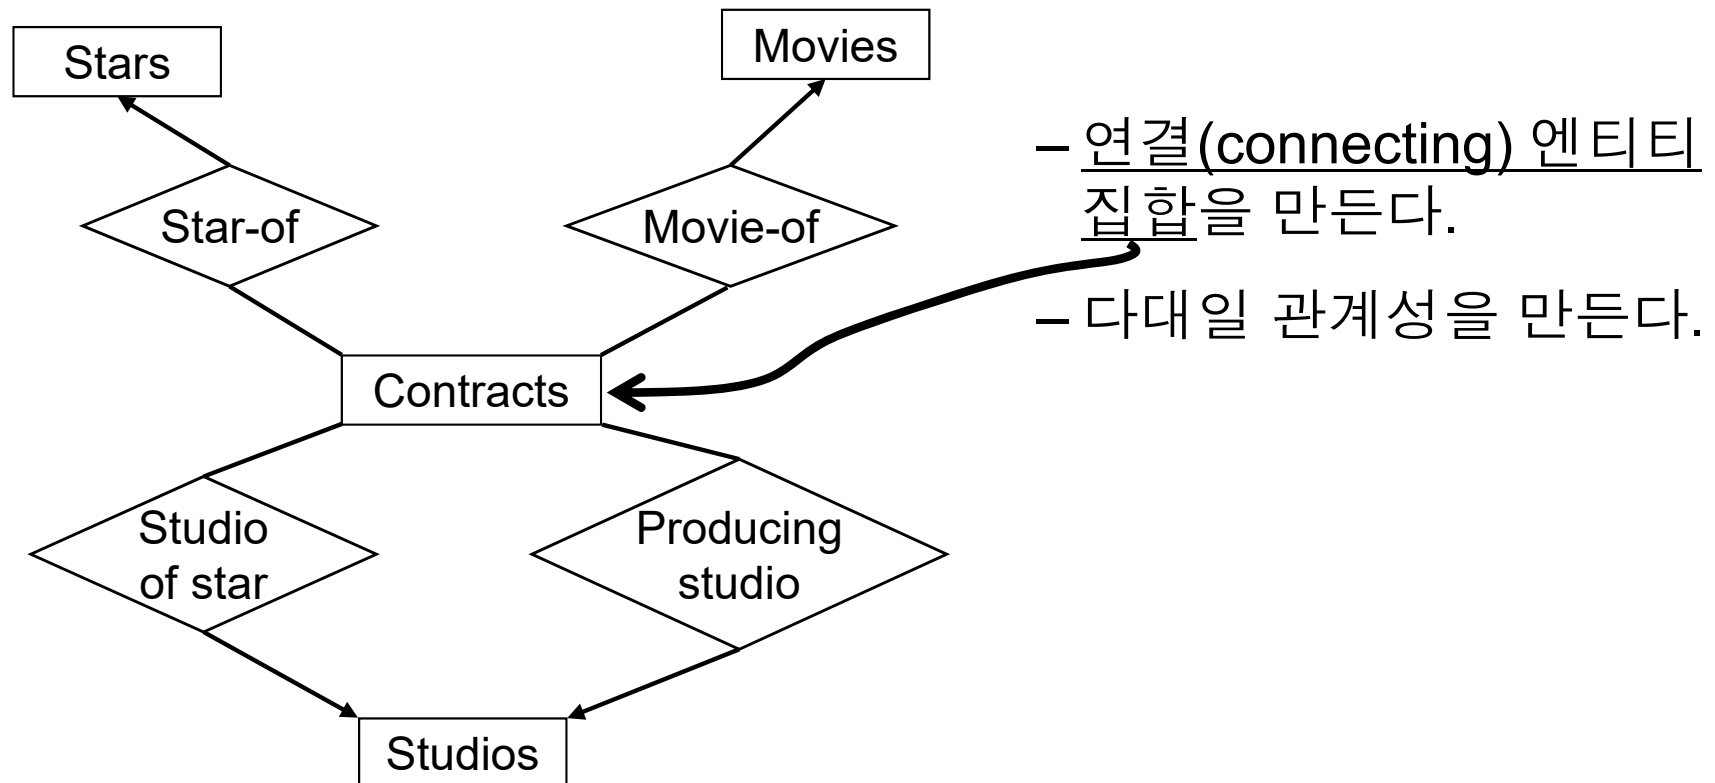 Stars
Movies
– 연결(connecting) 엔티티
집합을 만든다.
– 다대일 관계성을 만든다.
Star-of
Movie-of
Contracts
Studio
of star
Producing
studio
Studios